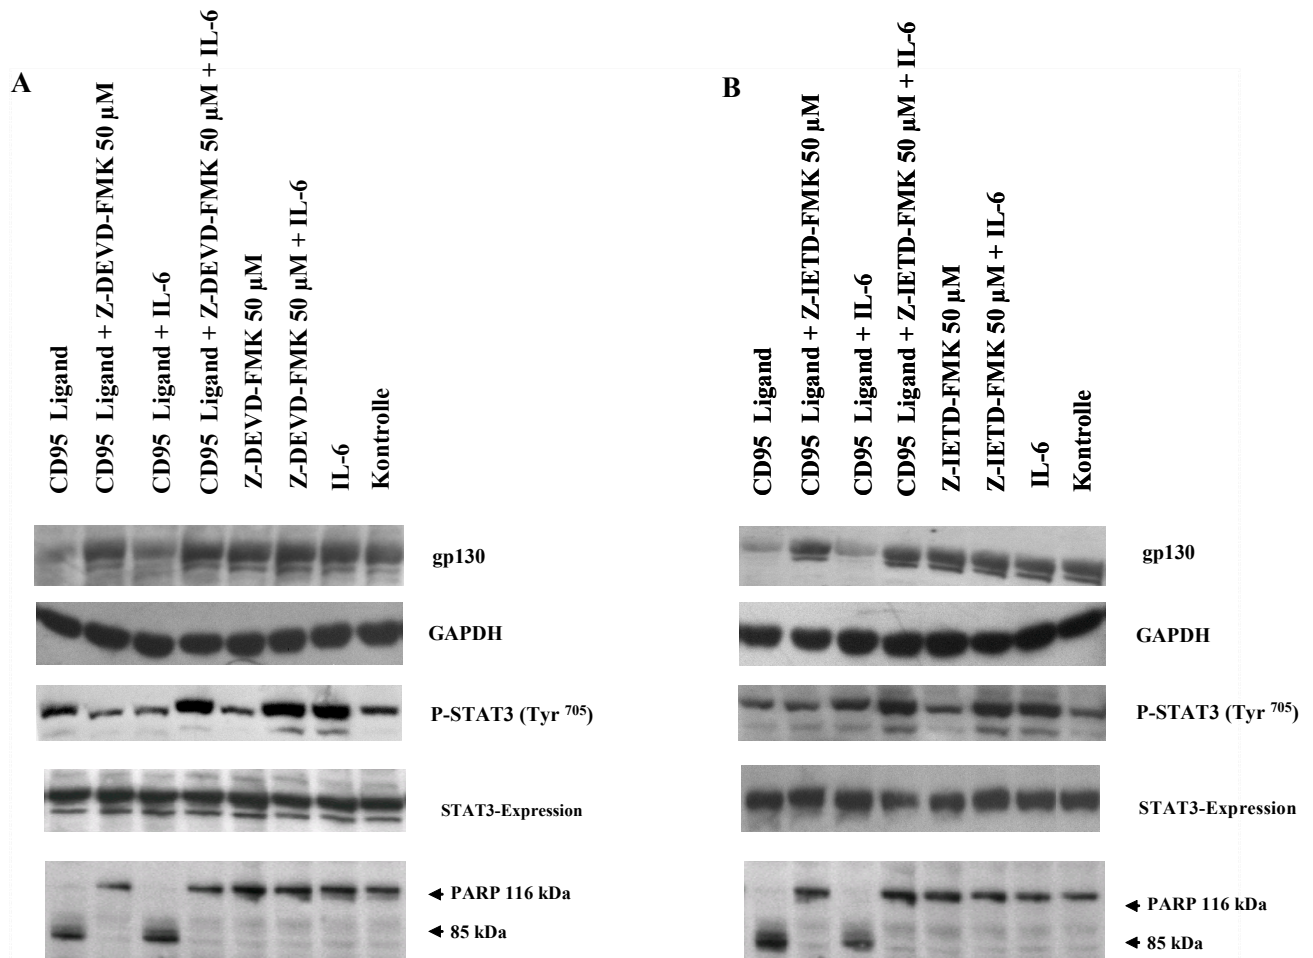 A
CD95 Ligand
CD95 Ligand + Z-DEVD-FMK 50 µM
CD95 Ligand + IL-6
CD95 Ligand + Z-DEVD-FMK 50 µM + IL-6
Z-DEVD-FMK 50 µM
Z-DEVD-FMK 50 µM + IL-6
IL-6
Kontrolle
gp130
GAPDH
P-STAT3 (Tyr 705)
STAT3-Expression
PARP 116 kDa
85 kDa
B
CD95 Ligand
CD95 Ligand + Z-IETD-FMK 50 µM
CD95 Ligand + IL-6
CD95 Ligand + Z-IETD-FMK 50 µM + IL-6
Z-IETD-FMK 50 µM
Z-IETD-FMK 50 µM + IL-6
IL-6
Kontrolle
gp130
GAPDH
P-STAT3 (Tyr 705)
STAT3-Expression
PARP 116 kDa
85 kDa